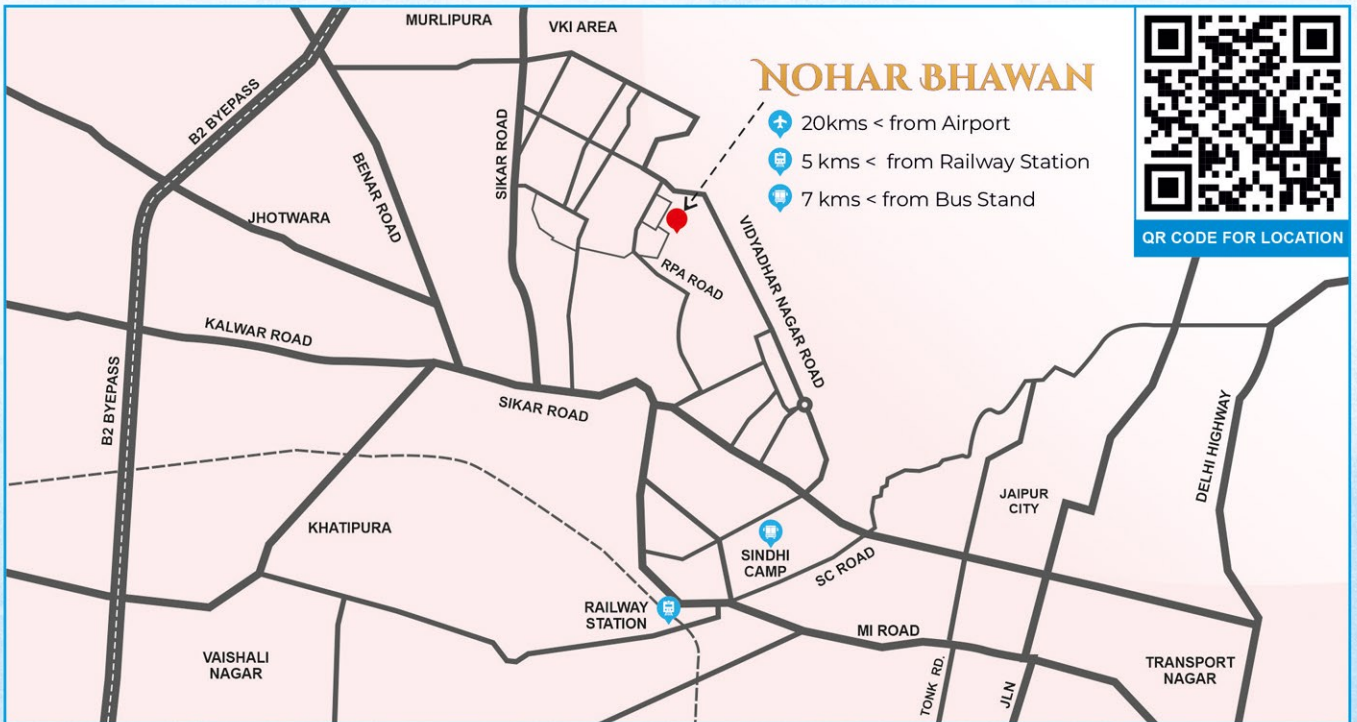 MURLIPURA
VKI AREA
NOHAR BHAWAN
20kms < from Airport
5 kms < from Railway Station
7 kms < from Bus Stand
QR CODE FOR LOCATION
B2 BYEPASS
BENAR ROAD
SIKAR ROAD
JHOTWARA
RPA ROAD
VIDYADHAR NAGAR ROAD
KALWAR ROAD
B2 BYEPASS
SIKAR ROAD
DELHI HIGHWAY
JAIPUR
CITY
KHATIPURA
SINDHI
CAMP
SC ROAD
RAILWAY
STATION
MI ROAD
VAISHALI
NAGAR
TONK RD.
JLN
TRANSPORT
NAGAR